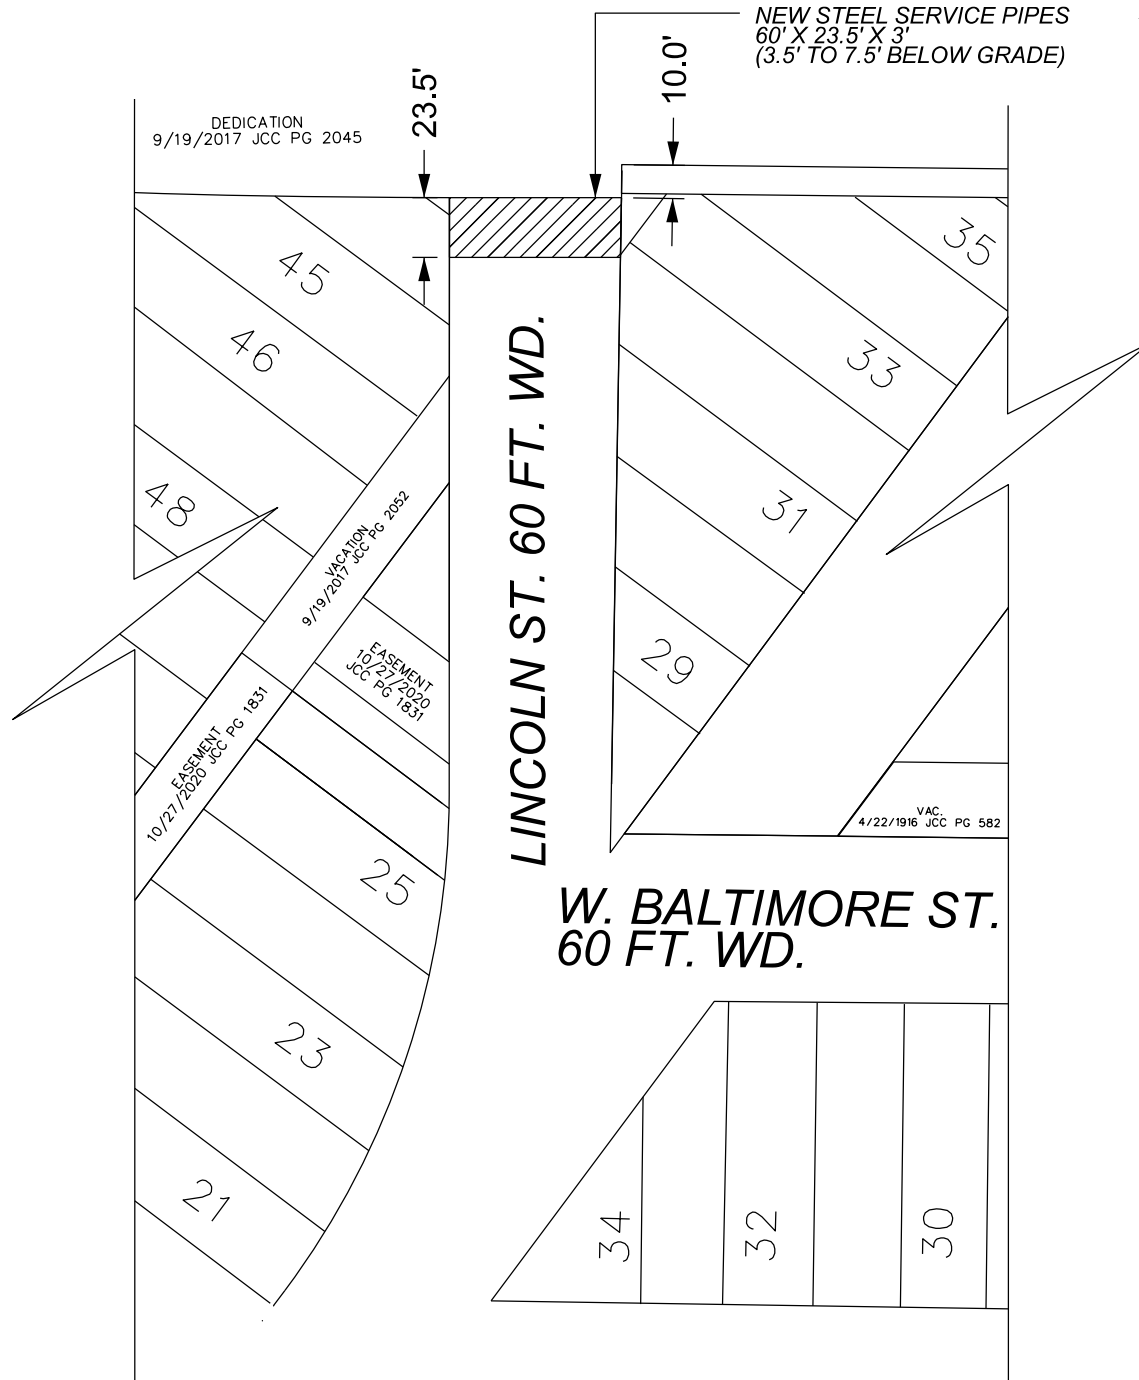 NEW STEEL SERVICE PIPES
60' X 23.5' X 3'
(3.5' TO 7.5' BELOW GRADE)
10.0'
23.5'
DEDICATION
9/19/2017 JCC PG 2045
45
46
48
35
33
31
29
LINCOLN ST. 60 FT. WD.
VACATION
9/19/2017 JCC PG 2052
EASEMENT
10/27/2020
JCC PG 1831
EASEMENT
10/27/2020 JCC PG 1831
VAC.
4/22/1916 JCC PG 582
W. BALTIMORE ST.
60 FT. WD.
25
23
21
34
32
30